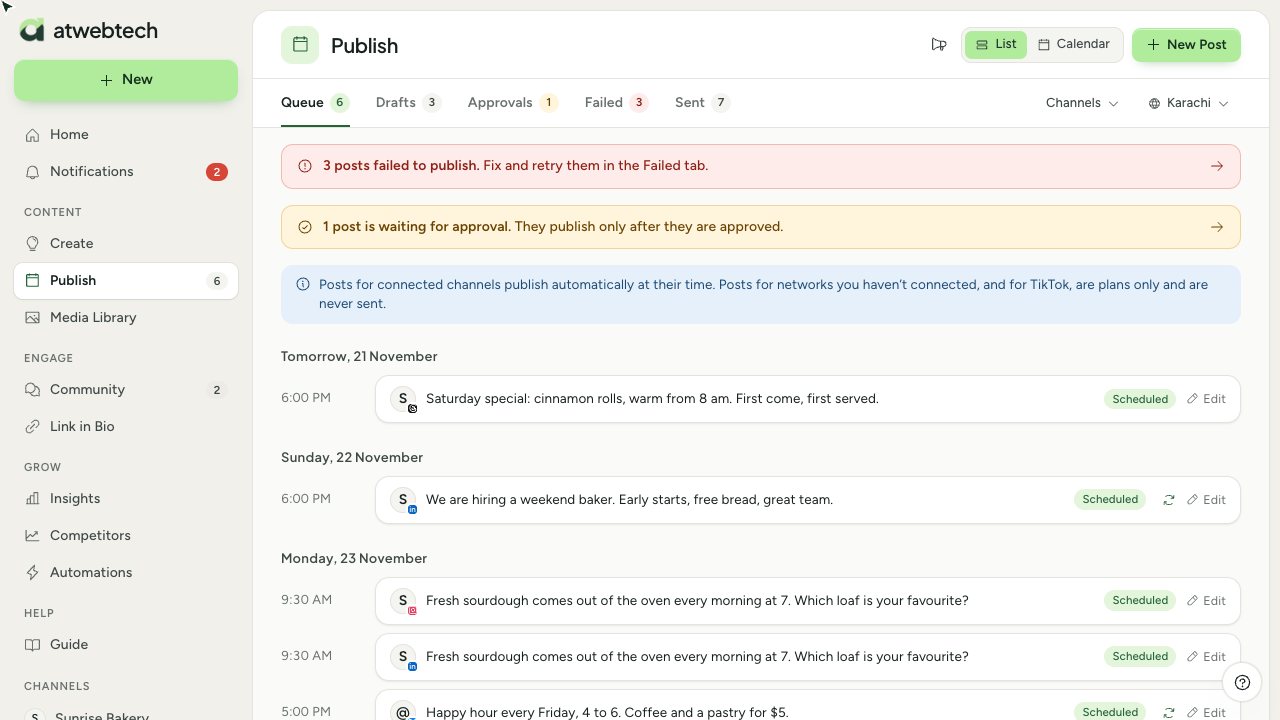 atwebtech
New
Home
Notifications 2
CONTENT
Create
Publish 6
Media Library
ENGAGE
Community 2
Link in Bio
GROW
Insights
Competitors
Automations
HELP
Guide
CHANNELS
S Sunrise Bakery
Publish
List
Calendar
New Post
Queue 6 Drafts 3 Approvals 1 Failed 3 Sent 7
Channels
Karachi
3 posts failed to publish. Fix and retry them in the Failed tab.
1 post is waiting for approval. They publish only after they are approved.
Posts for connected channels publish automatically at their time. Posts for networks you haven't connected, and for TikTok, are plans only and are
never sent.
Tomorrow, 21 November
6:00 PM S Saturday special: cinnamon rolls, warm from 8 am. First come, first served. Scheduled Edit
Sunday, 22 November
6:00 PM S We are hiring a weekend baker. Early starts, free bread, great team. Scheduled Edit
Monday, 23 November
9:30 AM S Fresh sourdough comes out of the oven every morning at 7. Which loaf is your favourite? Scheduled Edit
9:30 AM S Fresh sourdough comes out of the oven every morning at 7. Which loaf is your favourite? Scheduled Edit
5:00 PM @ Happy hour every Friday, 4 to 6. Coffee and a pastry for $5. Scheduled Edit